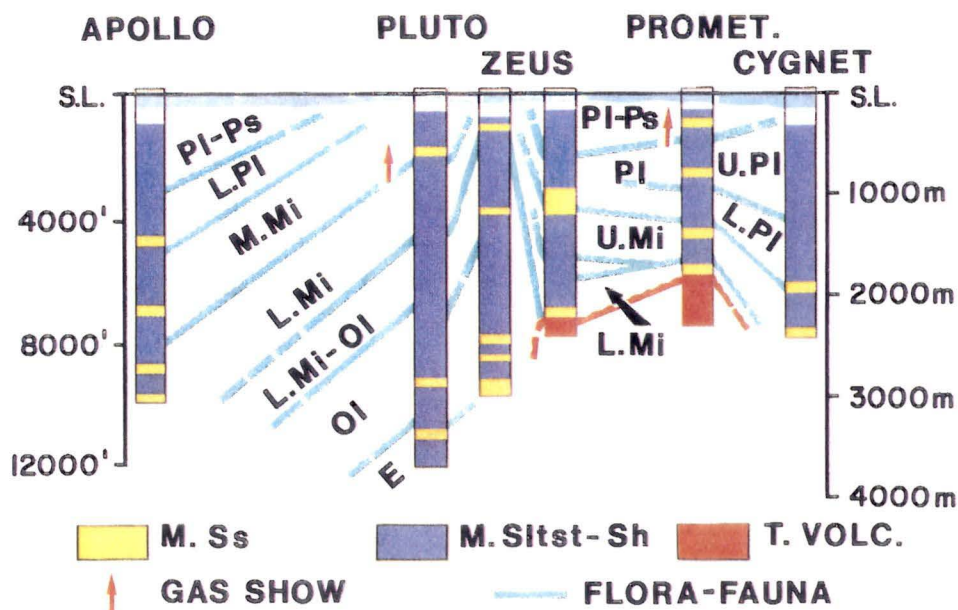 APOLLO PLUTO PROMET.
ZEUS CYGNET
S.L. S.L.
Pl-Ps Pl-Ps
L.Pl Pl U.Pl
1000m
4000'
M.Mi U.Mi L.Pl
L.Mi
2000m
8000'
L.Mi-Ol L.Mi
3000m
Ol
12000' E
4000m
M. Ss M. Sltst-Sh T. VOLC.
GAS SHOW FLORA-FAUNA